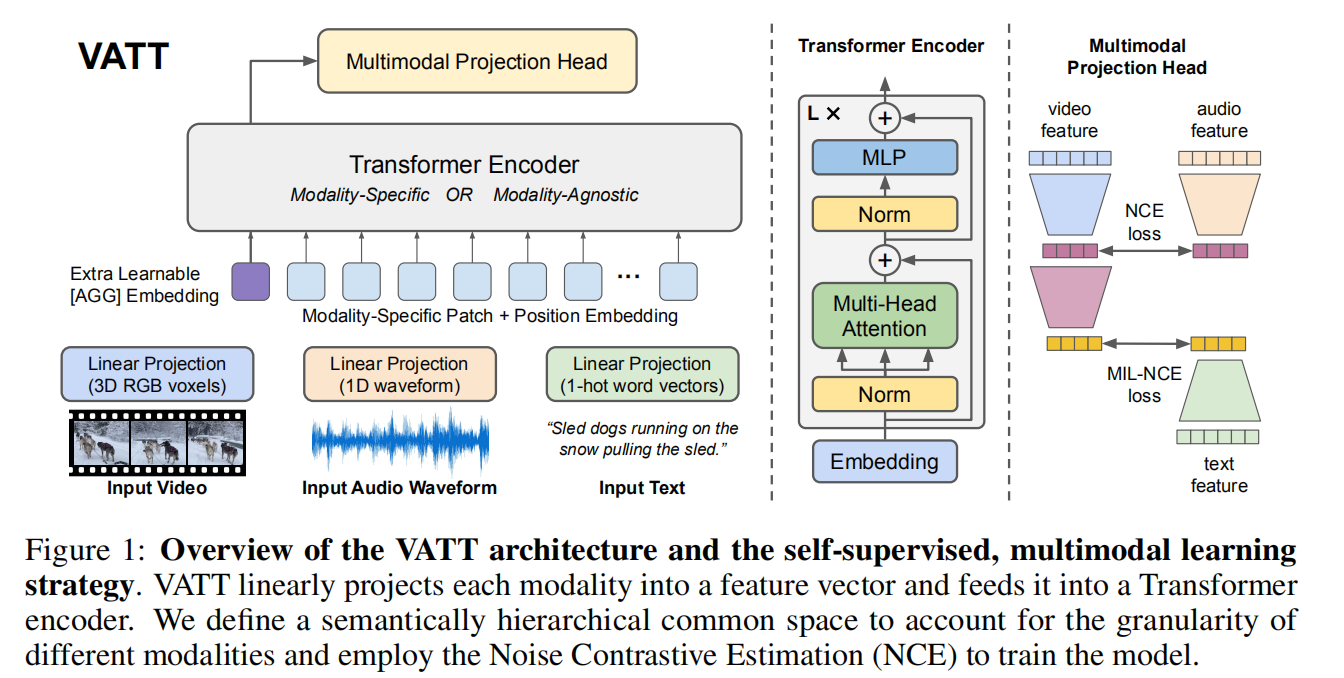 VATT
Multimodal Projection Head
Transformer Encoder
Modality-Specific OR Modality-Agnostic
Extra Learnable
[AGG] Embedding
...
Modality-Specific Patch + Position Embedding
Linear Projection
(3D RGB voxels)
Linear Projection
(1D waveform)
Linear Projection
(1-hot word vectors)
“Sled dogs running on the
snow pulling the sled.”
Input Video
Input Audio Waveform
Input Text
Transformer Encoder
L ×
+
MLP
Norm
+
Multi-Head
Attention
Norm
Embedding
Multimodal
Projection Head
video
feature
audio
feature
NCE
loss
MIL-NCE
loss
text
feature
Figure 1: Overview of the VATT architecture and the self-supervised, multimodal learning
strategy. VATT linearly projects each modality into a feature vector and feeds it into a Transformer
encoder. We define a semantically hierarchical common space to account for the granularity of
different modalities and employ the Noise Contrastive Estimation (NCE) to train the model.